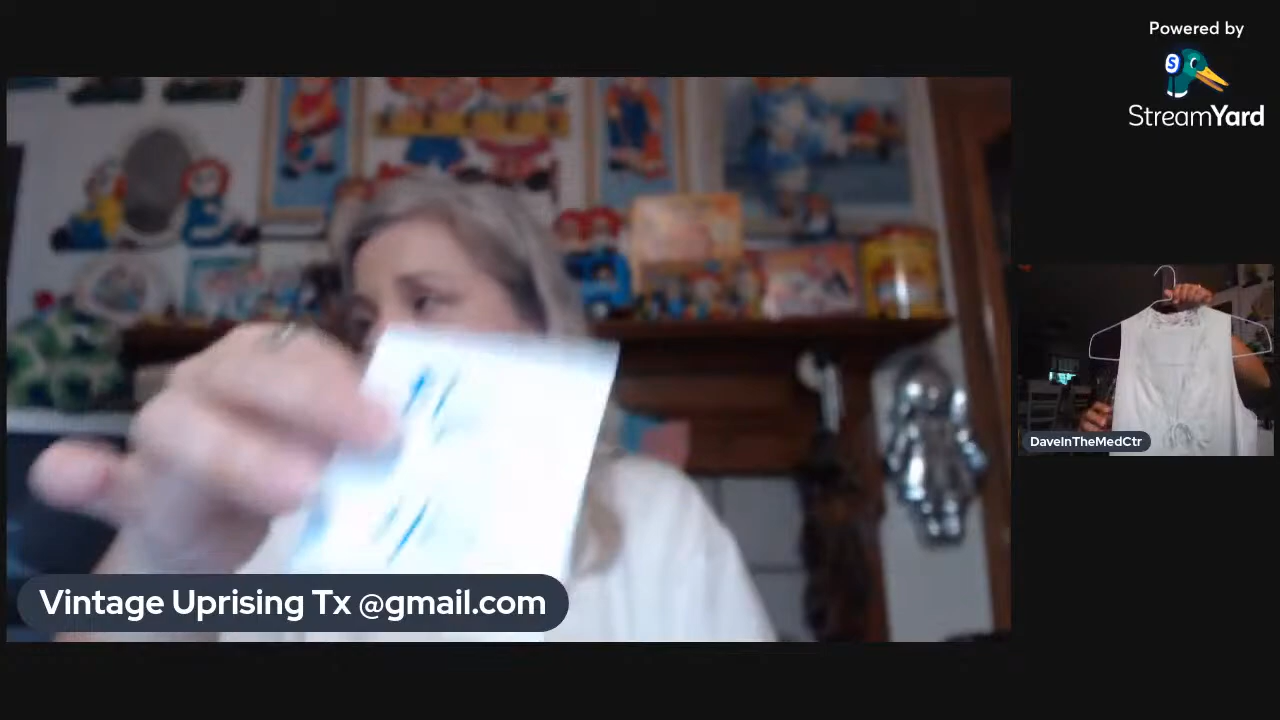 Powered by
S
StreamYard
DaveInTheMedCtr
Vintage Uprising Tx @gmail.com